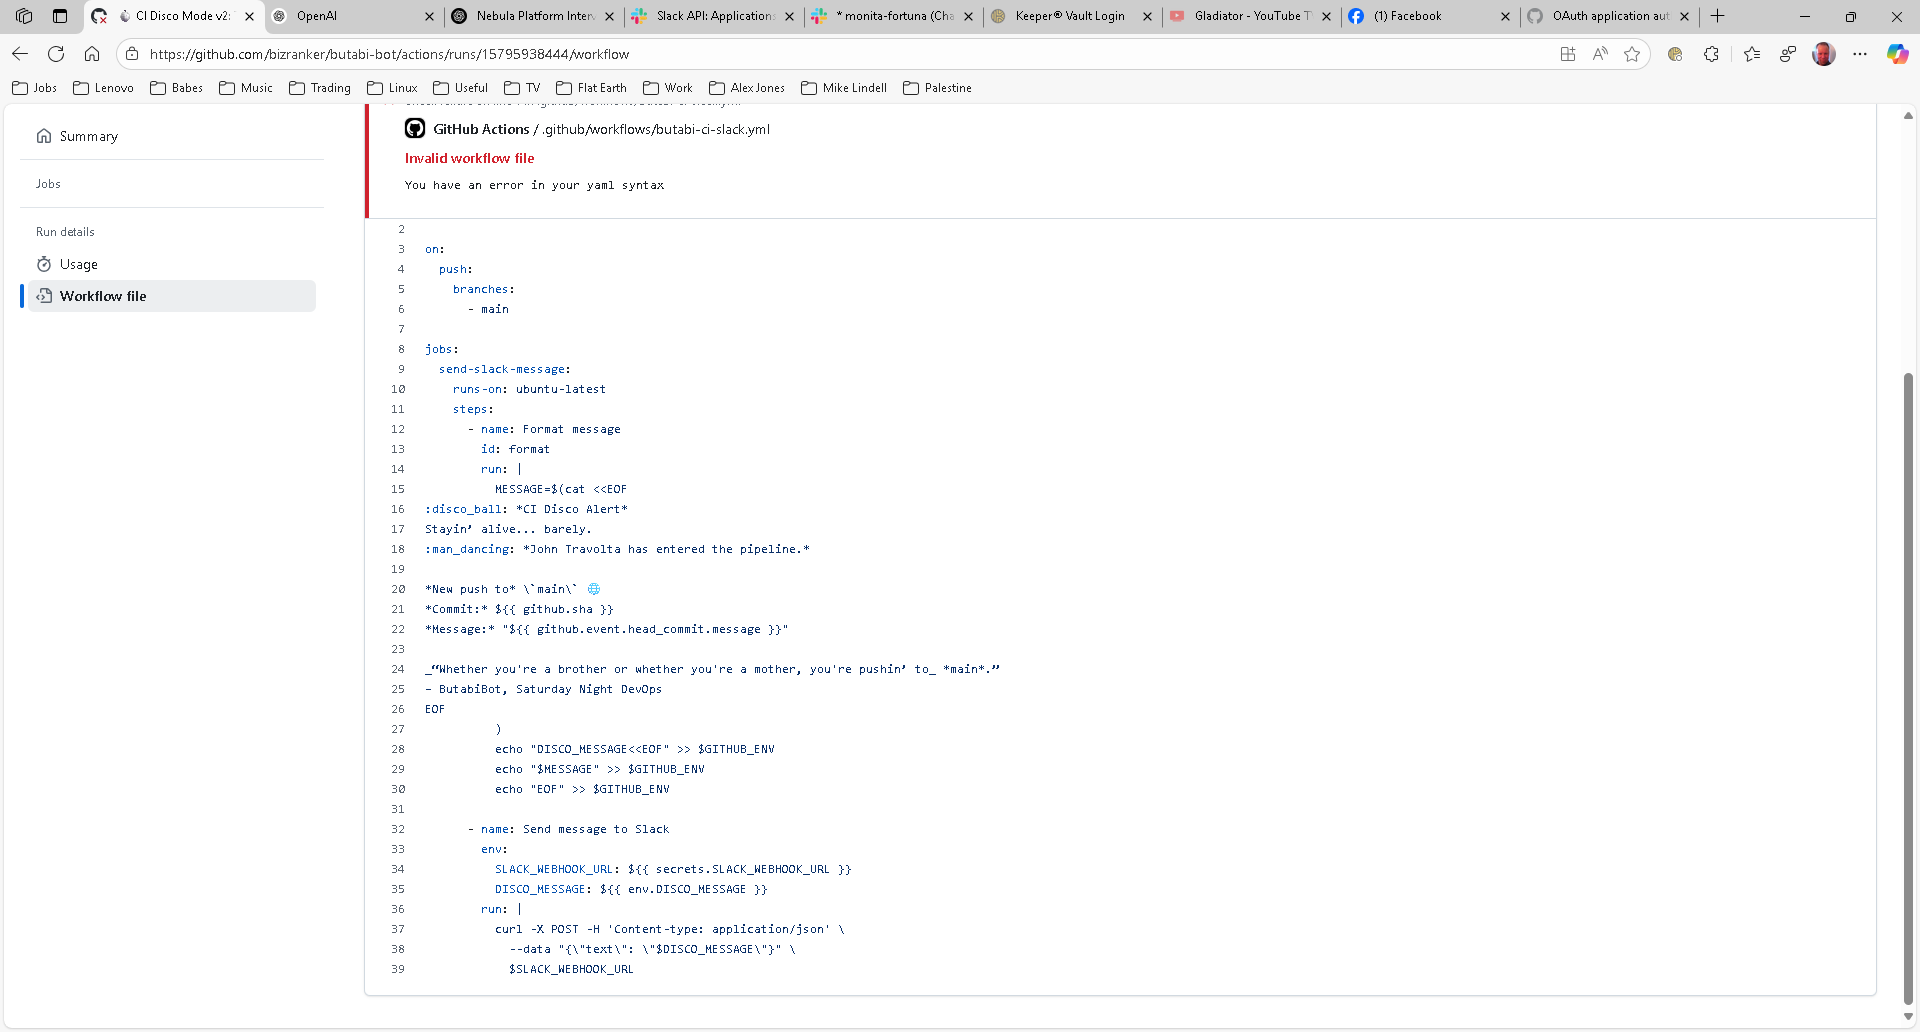 CI Disco Mode v2:
OpenAI
Nebula Platform Interv
Slack API: Applications
* monita-fortuna (Cha
Keeper® Vault Login
Gladiator - YouTube T
(1) Facebook
OAuth application aut
https://github.com/bizranker/butabi-bot/actions/runs/15795938444/workflow
Jobs
Lenovo
Babes
Music
Trading
Linux
Useful
TV
Flat Earth
Work
Alex Jones
Mike Lindell
Palestine
Summary
Jobs
Run details
Usage
Workflow file
GitHub Actions / .github/workflows/butabi-ci-slack.yml
Invalid workflow file
You have an error in your yaml syntax
2
3 on:
4 push:
5 branches:
6 - main
7
8 jobs:
9 send-slack-message:
10 runs-on: ubuntu-latest
11 steps:
12 - name: Format message
13 id: format
14 run: |
15 MESSAGE=$(cat <<EOF
16 :disco_ball: *CI Disco Alert*
17 Stayin’ alive... barely.
18 :man_dancing: *John Travolta has entered the pipeline.*
19
20 *New push to* \`main\` 🌐
21 *Commit:* ${{ github.sha }}
22 *Message:* "${{ github.event.head_commit.message }}"
23
24 _“Whether you're a brother or whether you're a mother, you're pushin’ to_ *main*.”
25 – ButabiBot, Saturday Night DevOps
26 EOF
27 )
28 echo "DISCO_MESSAGE<<EOF" >> $GITHUB_ENV
29 echo "$MESSAGE" >> $GITHUB_ENV
30 echo "EOF" >> $GITHUB_ENV
31
32 - name: Send message to Slack
33 env:
34 SLACK_WEBHOOK_URL: ${{ secrets.SLACK_WEBHOOK_URL }}
35 DISCO_MESSAGE: ${{ env.DISCO_MESSAGE }}
36 run: |
37 curl -X POST -H 'Content-type: application/json' \
38 --data "{\"text\": \"$DISCO_MESSAGE\"}" \
39 $SLACK_WEBHOOK_URL